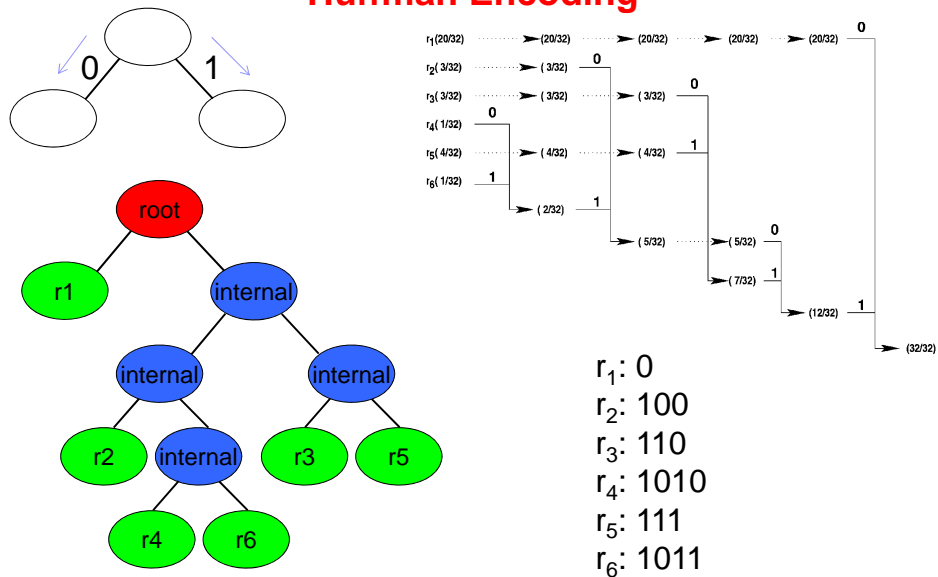 Huffman Encoding
0 1
root
r1 internal
internal internal
r2 internal r3 r5
r4 r6
r₁(20/32) (20/32) (20/32) (20/32) (20/32) 0
r₂( 3/32) ( 3/32) 0
r₃( 3/32) ( 3/32) ( 3/32) 0
r₄( 1/32) 0
r₅( 4/32) ( 4/32) ( 4/32) 1
r₆( 1/32) 1
( 2/32) 1
( 5/32) ( 5/32) 0
( 7/32) 1
(12/32) 1
(32/32)
r₁: 0
r₂: 100
r₃: 110
r₄: 1010
r₅: 111
r₆: 1011